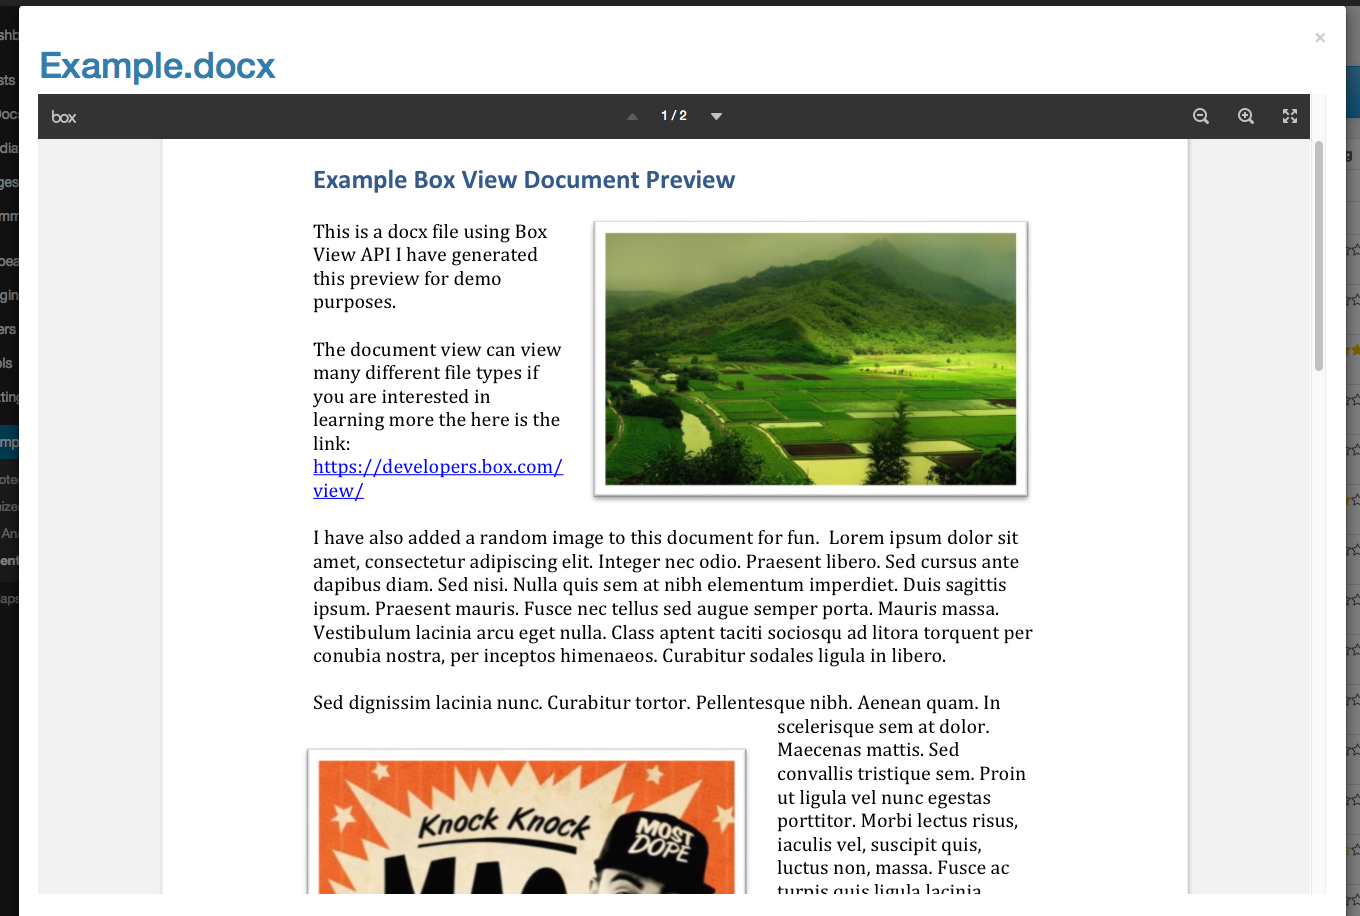 ×
Example.docx
box
1 / 2
Example Box View Document Preview
This is a docx file using Box
View API I have generated
this preview for demo
purposes.
The document view can view
many different file types if
you are interested in
learning more the here is the
link:
https://developers.box.com/
view/
I have also added a random image to this document for fun.  Lorem ipsum dolor sit
amet, consectetur adipiscing elit. Integer nec odio. Praesent libero. Sed cursus ante
dapibus diam. Sed nisi. Nulla quis sem at nibh elementum imperdiet. Duis sagittis
ipsum. Praesent mauris. Fusce nec tellus sed augue semper porta. Mauris massa.
Vestibulum lacinia arcu eget nulla. Class aptent taciti sociosqu ad litora torquent per
conubia nostra, per inceptos himenaeos. Curabitur sodales ligula in libero.
Sed dignissim lacinia nunc. Curabitur tortor. Pellentesque nibh. Aenean quam. In
scelerisque sem at dolor.
Maecenas mattis. Sed
convallis tristique sem. Proin
ut ligula vel nunc egestas
porttitor. Morbi lectus risus,
iaculis vel, suscipit quis,
luctus non, massa. Fusce ac
turpis quis ligula lacinia
Knock Knock
MOST
DOPE
MAC